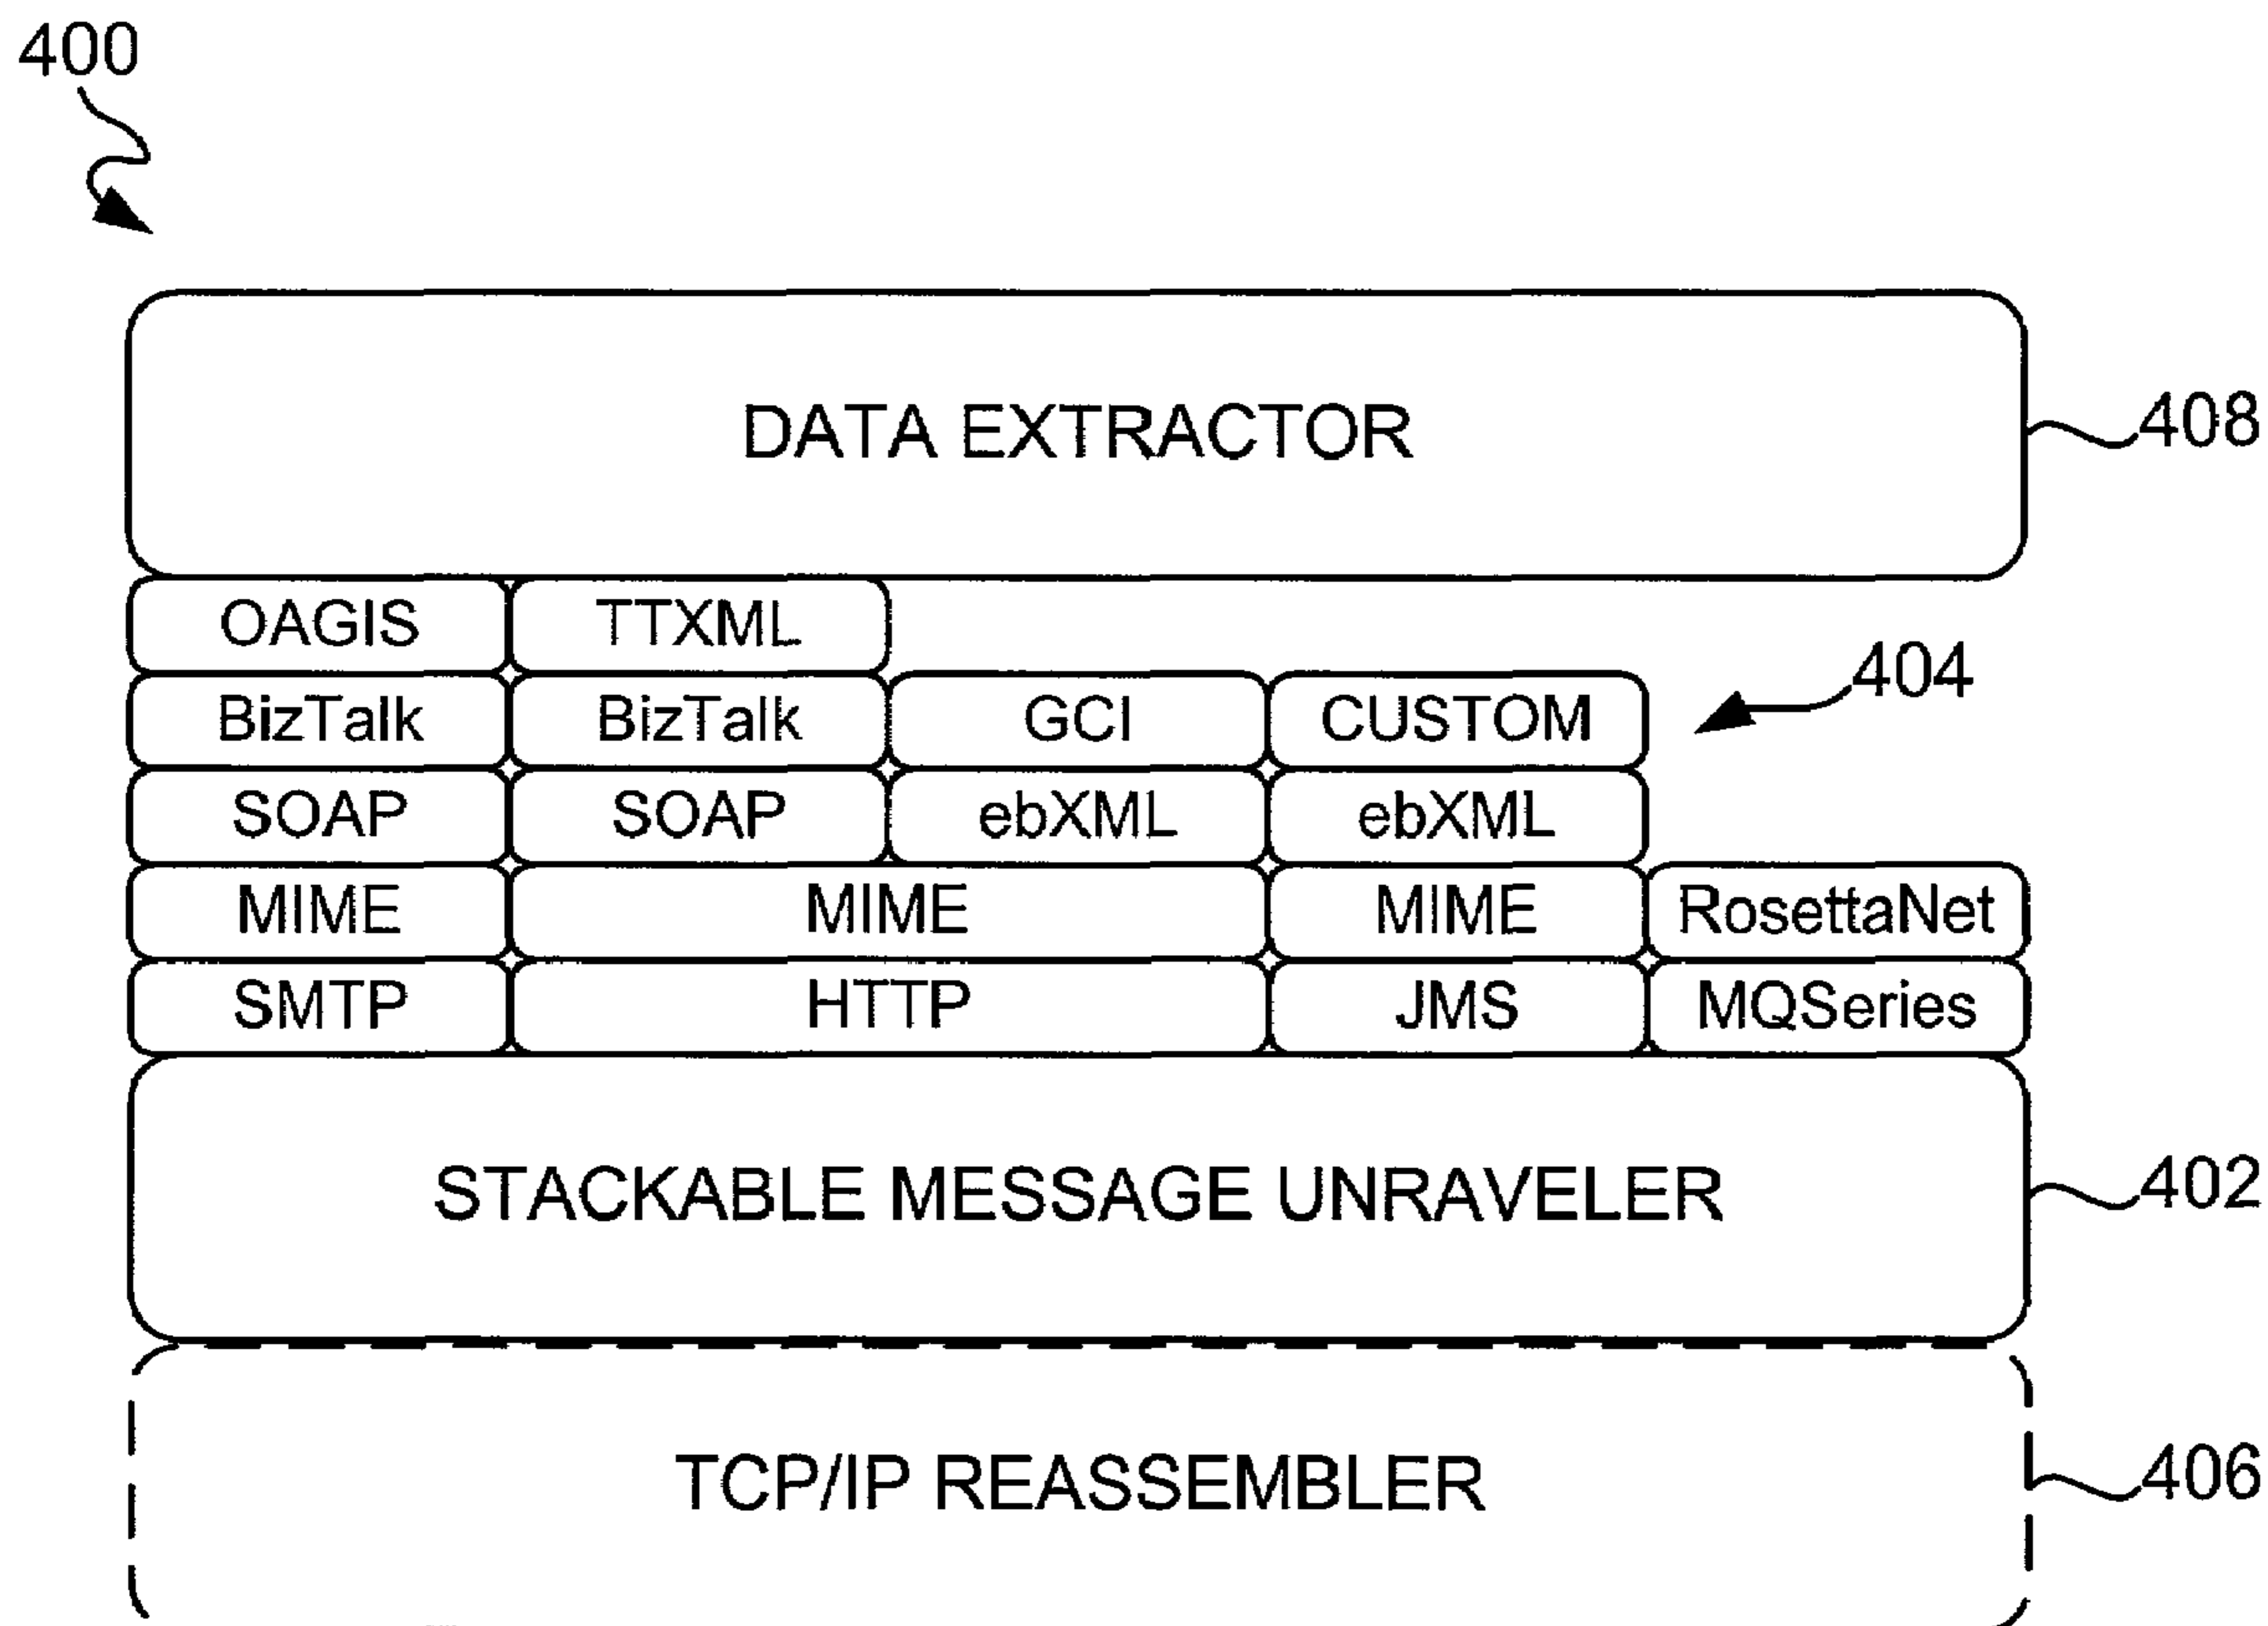 400
DATA EXTRACTOR
408
OAGIS TTXML
404
BizTalk BizTalk GCI CUSTOM
SOAP SOAP ebXML ebXML
MIME MIME MIME RosettaNet
SMTP HTTP JMS MQSeries
STACKABLE MESSAGE UNRAVELER
402
TCP/IP REASSEMBLER
406